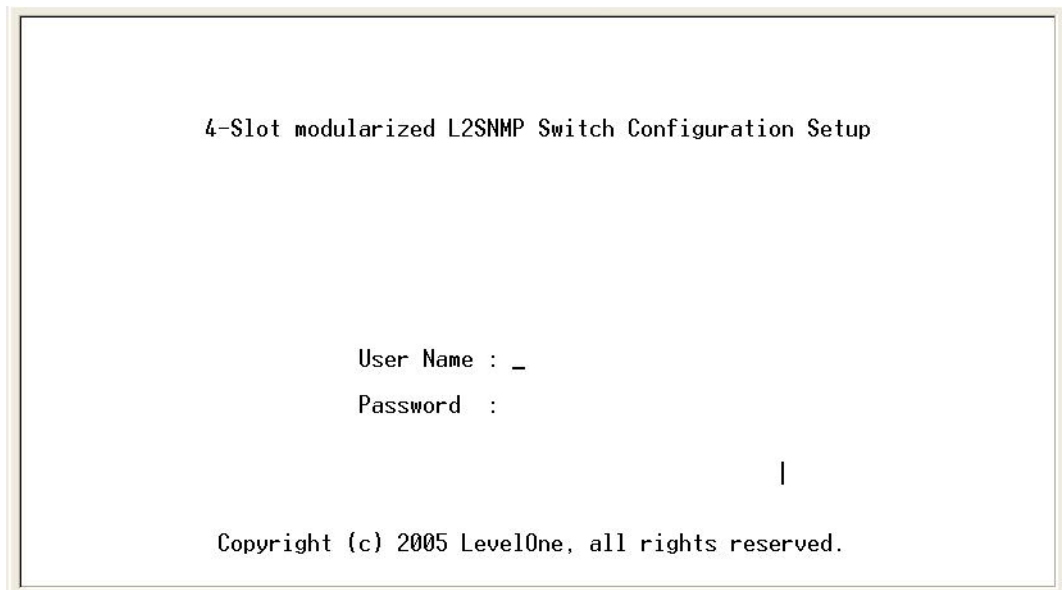 4-Slot modularized L2SNMP Switch Configuration Setup
User Name : _
Password :
Copyright (c) 2005 LevelOne, all rights reserved.